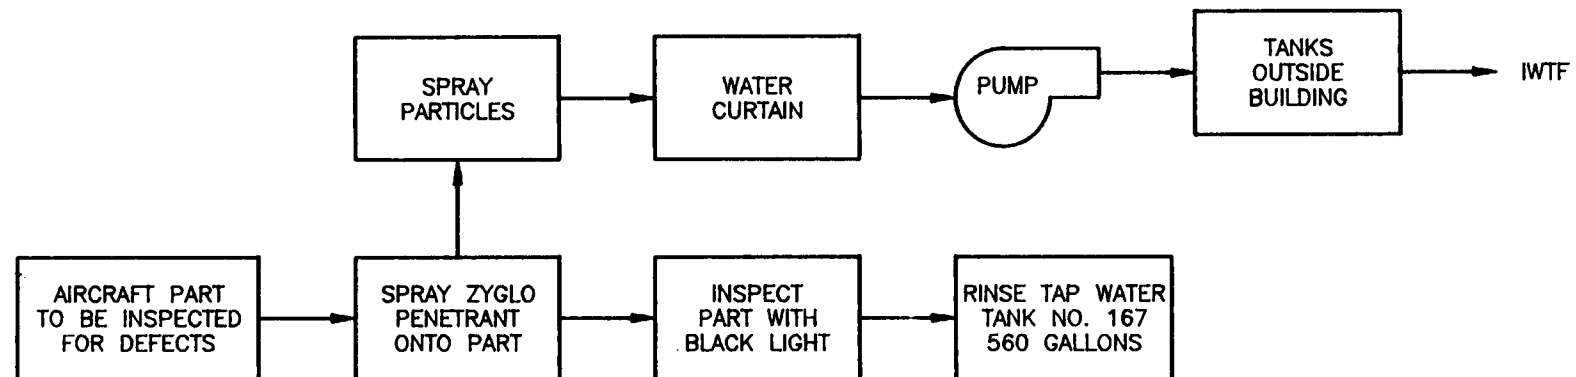 SPRAY
PARTICLES
WATER
CURTAIN
PUMP
TANKS
OUTSIDE
BUILDING
IWTF
AIRCRAFT PART
TO BE INSPECTED
FOR DEFECTS
SPRAY ZYGLO
PENETRANT
ONTO PART
INSPECT
PART WITH
BLACK LIGHT
RINSE TAP WATER
TANK NO. 167
560 GALLONS